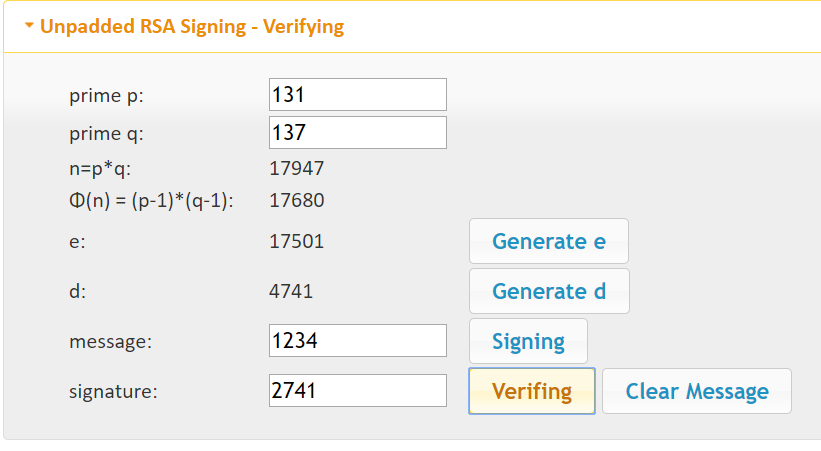 Unpadded RSA Signing - Verifying
prime p: 131
prime q: 137
n=p*q: 17947
Φ(n) = (p-1)*(q-1): 17680
e: 17501 Generate e
d: 4741 Generate d
message: 1234 Signing
signature: 2741 Verifing Clear Message